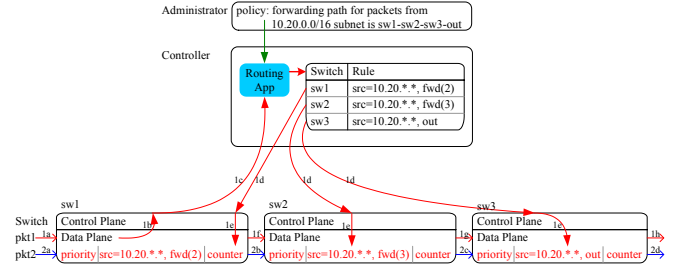 Administrator policy: forwarding path for packets from
10.20.0.0/16 subnet is sw1-sw2-sw3-out
Controller
Routing App
Switch Rule
sw1 src=10.20.*.*, fwd(2)
sw2 src=10.20.*.*, fwd(3)
sw3 src=10.20.*.*, out
1c 1d 1d 1d
sw1 sw2 sw3
Switch Control Plane Control Plane Control Plane
1b 1e 1e 1e
pkt1 1a Data Plane 1f Data Plane 1g Data Plane 1h
pkt2 2a priority src=10.20.*.*, fwd(2) counter 2b priority src=10.20.*.*, fwd(3) counter 2c priority src=10.20.*.*, out counter 2d